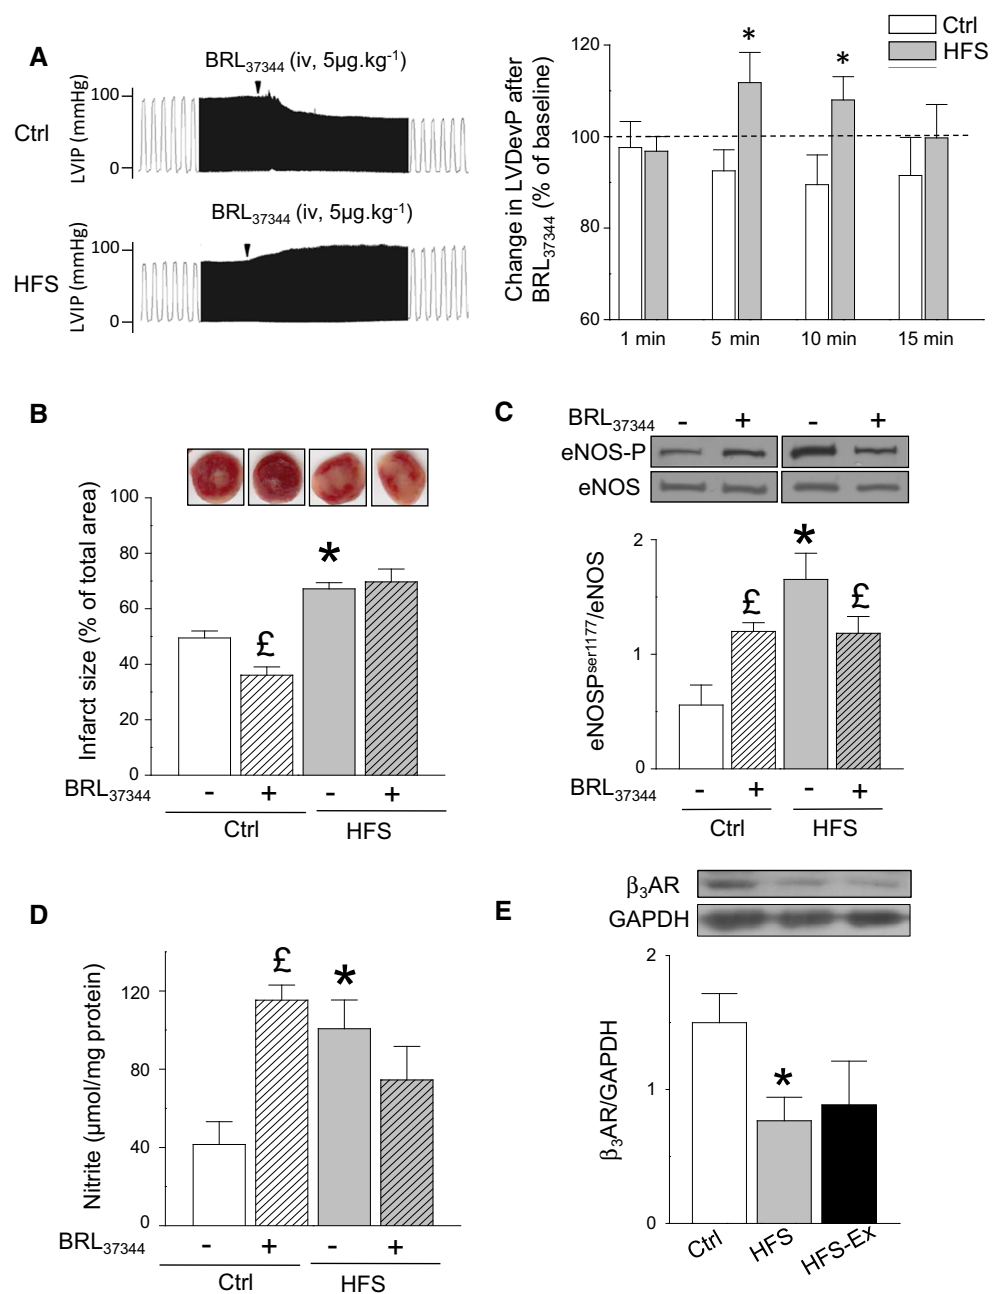 A
BRL37344 (iv, 5µg.kg-1)
LVIP (mmHg)
100
0
Ctrl
BRL37344 (iv, 5µg.kg-1)
LVIP (mmHg)
100
0
HFS
Ctrl
HFS
Change in LVDevP after
BRL37344 (% of baseline)
120
100
80
60
* *
1 min 5 min 10 min 15 min
B
Infarct size (% of total area)
100
80
60
40
20
0
£ *
BRL37344 - + - +
Ctrl HFS
C
BRL37344 - + - +
eNOS-P
eNOS
eNOSPser1177/eNOS
2
1
0
£ * £
BRL37344 - + - +
Ctrl HFS
D
Nitrite (µmol/mg protein)
120
80
40
0
£ *
BRL37344 - + - +
Ctrl HFS
E
β3AR
GAPDH
β3AR/GAPDH
2
1
0
*
Ctrl HFS HFS-Ex